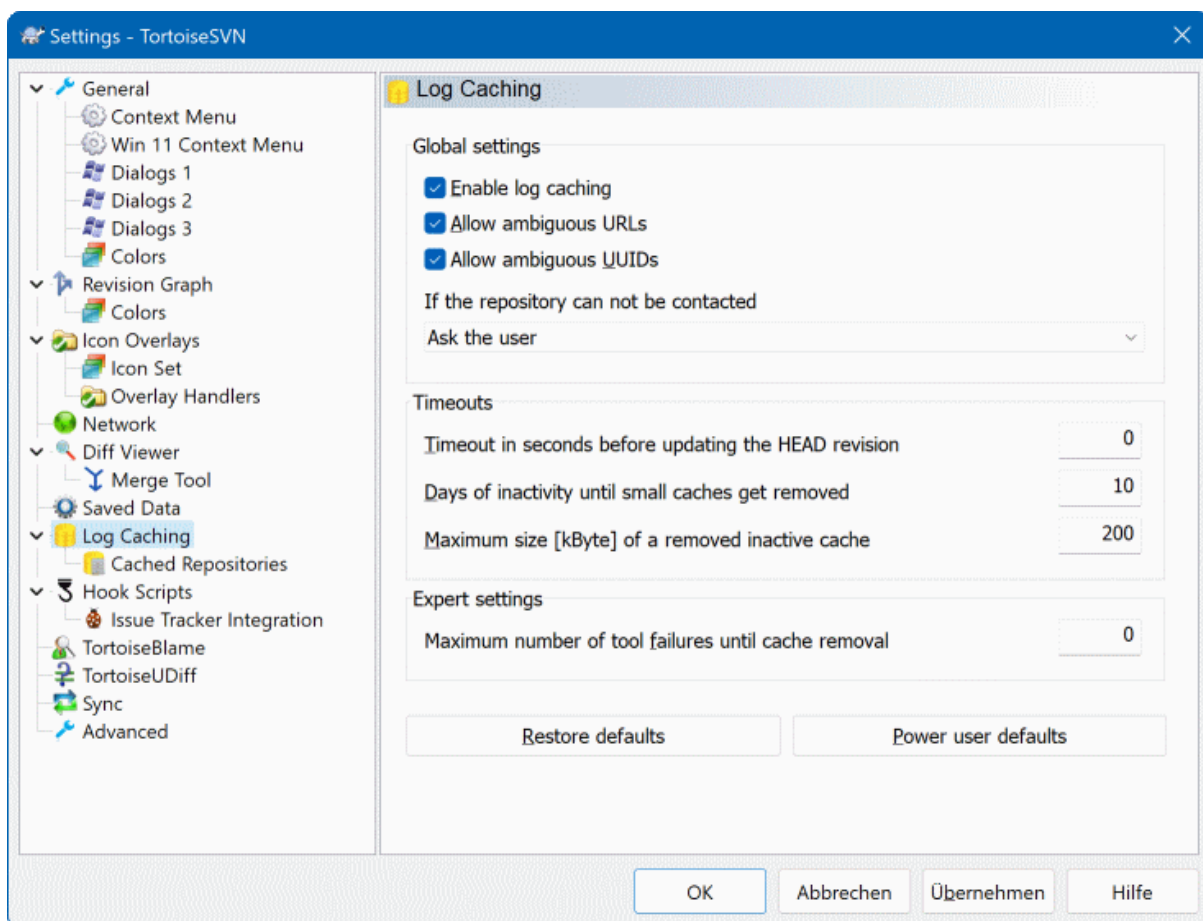 Settings - TortoiseSVN
General
Context Menu
Win 11 Context Menu
Dialogs 1
Dialogs 2
Dialogs 3
Colors
Revision Graph
Colors
Icon Overlays
Icon Set
Overlay Handlers
Network
Diff Viewer
Merge Tool
Saved Data
Log Caching
Cached Repositories
Hook Scripts
Issue Tracker Integration
TortoiseBlame
TortoiseUDiff
Sync
Advanced
Log Caching
Global settings
Enable log caching
Allow ambiguous URLs
Allow ambiguous UUIDs
If the repository can not be contacted
Ask the user
Timeouts
Timeout in seconds before updating the HEAD revision 0
Days of inactivity until small caches get removed 10
Maximum size [kByte] of a removed inactive cache 200
Expert settings
Maximum number of tool failures until cache removal 0
Restore defaults Power user defaults
OK Abbrechen Übernehmen Hilfe